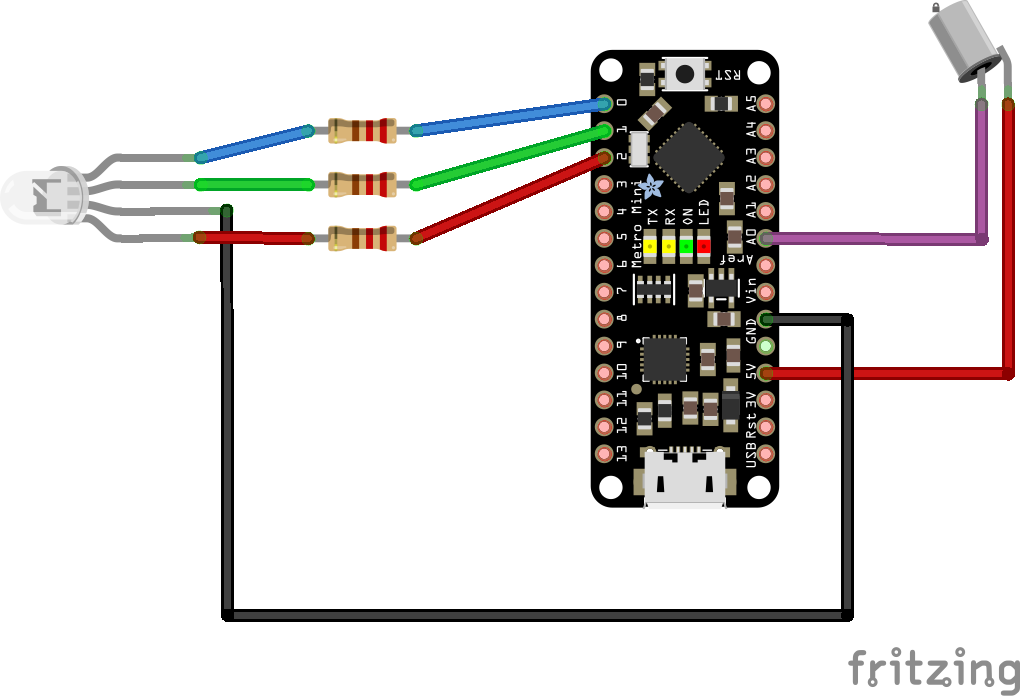 TSR
0
1
2
3
4
5
6
7
8
9
10
11
12
13
Metro Mini
TX
RX
ON
LED
A5
A4
A3
A2
A1
A0
Aref
Vin
GND
5V
3V
Rst
USB
fritzing